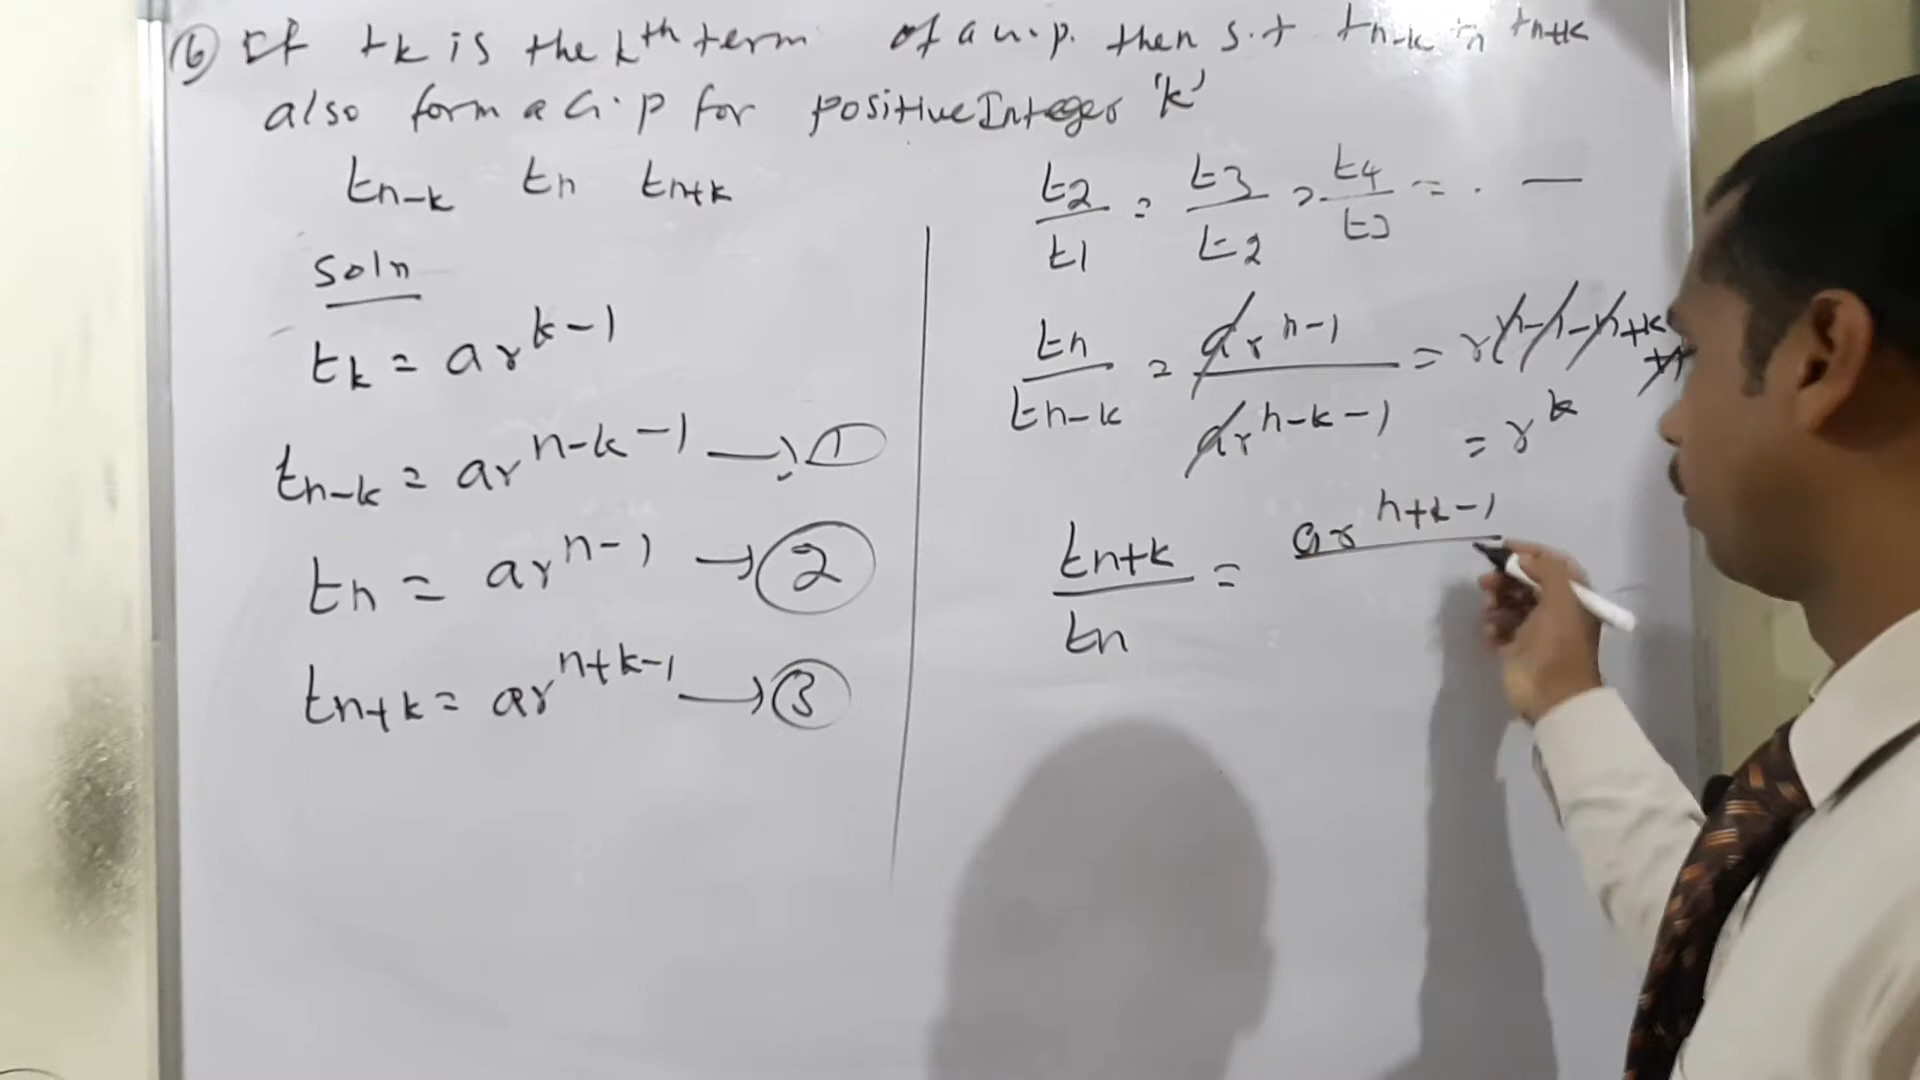 6 If tk is the kth term of a G.P. then S.t tn-k tn tn+k
also form a G.P for positive Integer 'k'
tn-k tn tn+k
Soln
tk = ar^k-1
tn-k = ar^n-k-1 → 1
tn = ar^n-1 → 2
tn+k = ar^n+k-1 → 3
t2/t1 = t3/t2 = t4/t3 = . —
tn/tn-k = ar^n-1/ar^n-k-1 = r^n-1-n+k+1
= r^k
tn+k/tn = ar^n+k-1